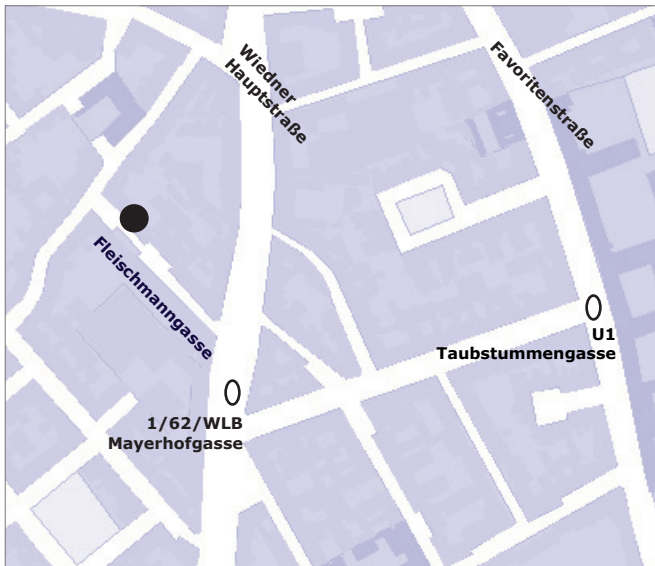 Wiedner
Hauptstraße
Favoritenstraße
Fleischmanngasse
U1
Taubstummengasse
1/62/WLB
Mayerhofgasse